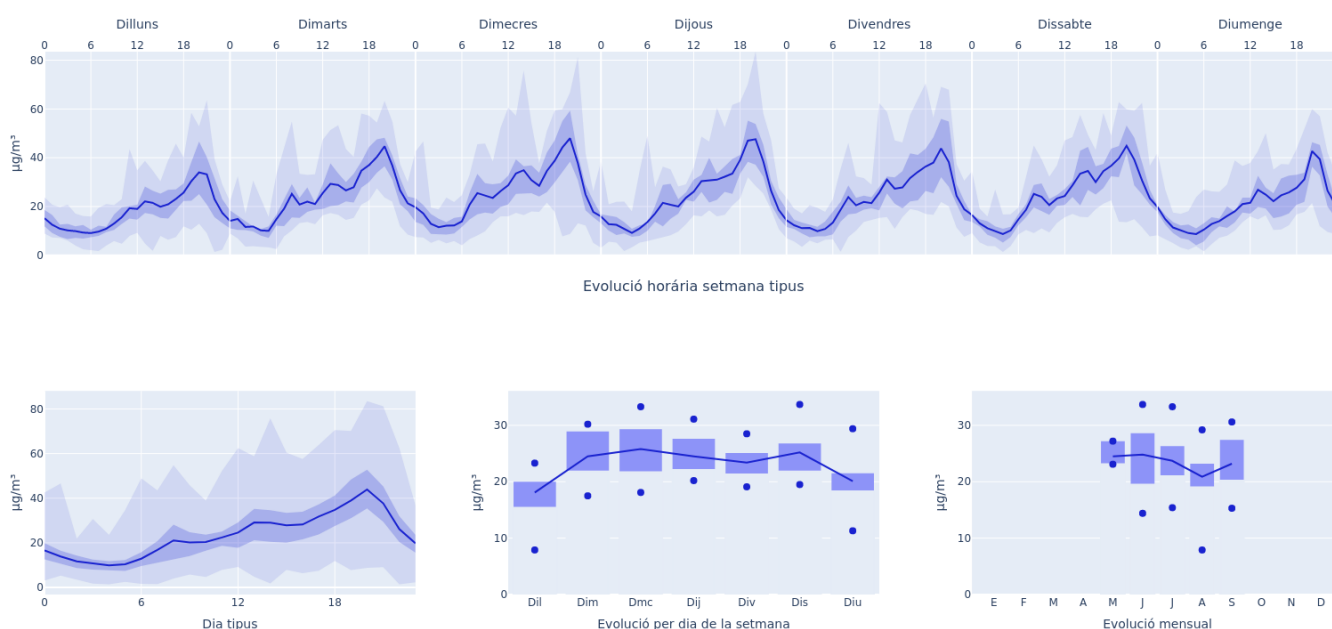 Dilluns Dimarts Dimecres Dijous Divendres Dissabte Diumenge
0 6 12 18 0 6 12 18 0 6 12 18 0 6 12 18 0 6 12 18 0 6 12 18 0 6 12 18
80
60
40
20
0
µg/m³
Evolució horária setmana tipus
80
60
40
20
0
µg/m³
0 6 12 18
Dia tipus
30
20
10
0
µg/m³
Dil Dim Dmc Dij Div Dis Diu
Evolució per dia de la setmana
30
20
10
0
µg/m³
E F M A M J J A S O N D
Evolució mensual